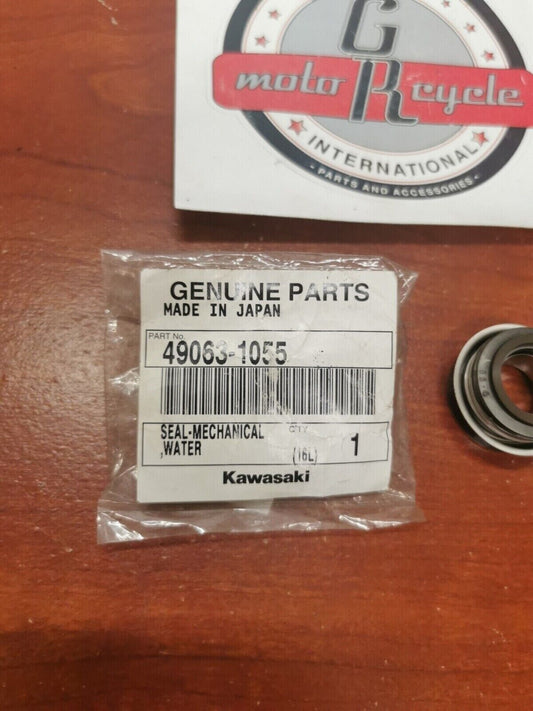 G
moto R cycle
INTERNATIONAL
- PARTS AND ACCESSORIES -
GENUINE PARTS
MADE IN JAPAN
PART No.
49063-1055
SEAL-MECHANICAL
,WATER
Q'TY
(16L)
1
Kawasaki